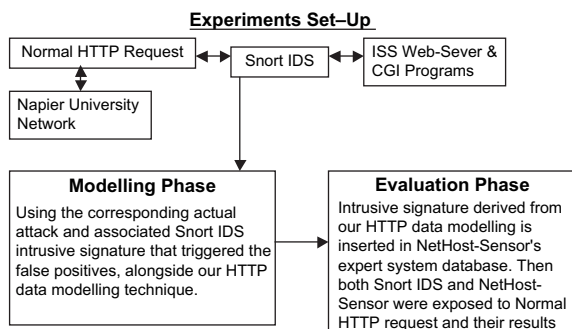 Experiments Set–Up
Normal HTTP Request
Snort IDS
ISS Web-Sever &
CGI Programs
Napier University
Network
Modelling Phase
Using the corresponding actual
attack and associated Snort IDS
intrusive signature that triggered the
false positives, alongside our HTTP
data modelling technique.
Evaluation Phase
Intrusive signature derived from
our HTTP data modelling is
inserted in NetHost-Sensor's
expert system database. Then
both Snort IDS and NetHost-
Sensor were exposed to Normal
HTTP request and their results